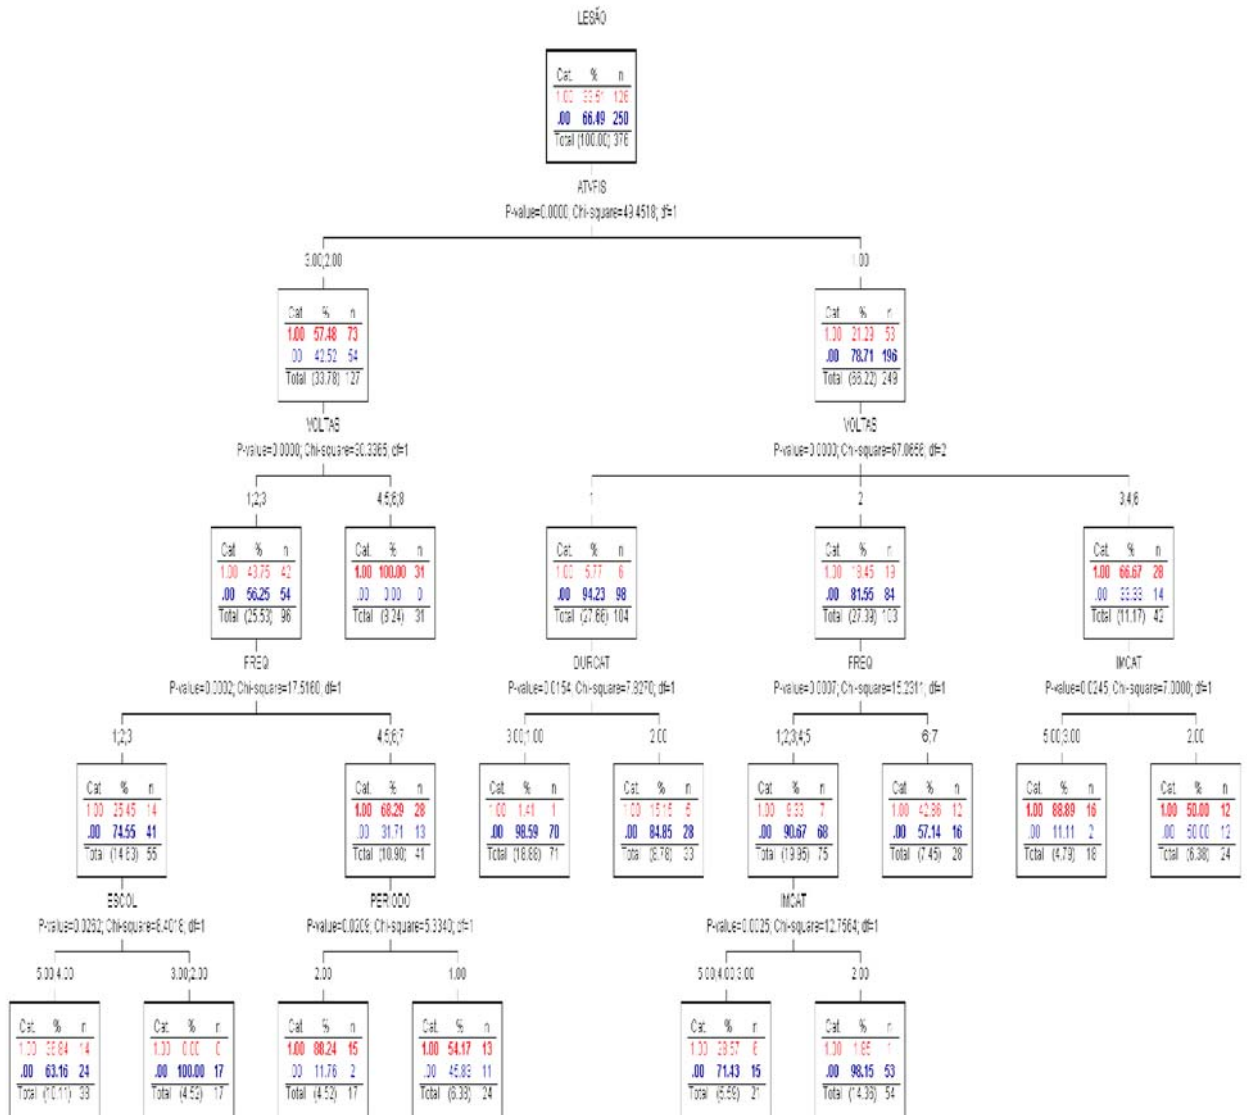 LESÃO
Cat. % n
1.00 33.51 126
.00 66.49 250
Total (100.00) 376
ATVFIS
P-value=0.0000; Chi-square=49.4518; df=1
3.00;2.00
1.00
Cat. % n
1.00 57.48 73
.00 42.52 54
Total (33.78) 127
Cat. % n
1.00 21.29 53
.00 78.71 196
Total (66.22) 249
VOLTAS
P-value=0.0000; Chi-square=30.3365; df=1
VOLTAS
P-value=0.0000; Chi-square=67.0656; df=2
1;2;3
4;5;6;8
1
2
3;4;6
Cat. % n
1.00 43.75 42
.00 56.25 54
Total (25.53) 96
Cat. % n
1.00 100.00 31
.00 0.00 0
Total (8.24) 31
Cat. % n
1.00 5.77 6
.00 94.23 98
Total (27.66) 104
Cat. % n
1.00 18.45 19
.00 81.55 84
Total (27.39) 103
Cat. % n
1.00 66.67 28
.00 33.33 14
Total (11.17) 42
FREQ
P-value=0.0002; Chi-square=17.5160; df=1
DURCAT
P-value=0.0154; Chi-square=7.8270; df=1
FREQ
P-value=0.0007; Chi-square=15.2311; df=1
IMCAT
P-value=0.0245; Chi-square=7.0000; df=1
1;2;3
4;5;6;7
3.00;1.00
2.00
1;2;3;4;5
6;7
5.00;3.00
2.00
Cat. % n
1.00 25.45 14
.00 74.55 41
Total (14.63) 55
Cat. % n
1.00 68.29 28
.00 31.71 13
Total (10.90) 41
Cat. % n
1.00 1.41 1
.00 98.59 70
Total (18.88) 71
Cat. % n
1.00 15.15 5
.00 84.85 28
Total (8.78) 33
Cat. % n
1.00 9.33 7
.00 90.67 68
Total (19.95) 75
Cat. % n
1.00 42.86 12
.00 57.14 16
Total (7.45) 28
Cat. % n
1.00 88.89 16
.00 11.11 2
Total (4.79) 18
Cat. % n
1.00 50.00 12
.00 50.00 12
Total (6.38) 24
ESCOL
P-value=0.0262; Chi-square=8.4018; df=1
PERIODO
P-value=0.0209; Chi-square=5.3340; df=1
IMCAT
P-value=0.0025; Chi-square=12.7564; df=1
5.00;4.00
3.00;2.00
2.00
1.00
5.00;4.00;3.00
2.00
Cat. % n
1.00 36.84 14
.00 63.16 24
Total (10.11) 38
Cat. % n
1.00 0.00 0
.00 100.00 17
Total (4.52) 17
Cat. % n
1.00 88.24 15
.00 11.76 2
Total (4.52) 17
Cat. % n
1.00 54.17 13
.00 45.83 11
Total (6.38) 24
Cat. % n
1.00 28.57 6
.00 71.43 15
Total (5.59) 21
Cat. % n
1.00 1.85 1
.00 98.15 53
Total (14.36) 54